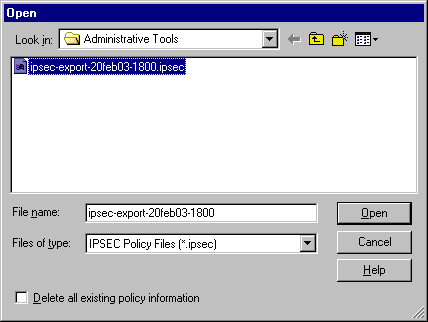 Open
Look in: Administrative Tools
ipsec-export-20feb03-1800.ipsec
File name: ipsec-export-20feb03-1800 Open
Files of type: IPSEC Policy Files (*.ipsec) Cancel
Help
Delete all existing policy information